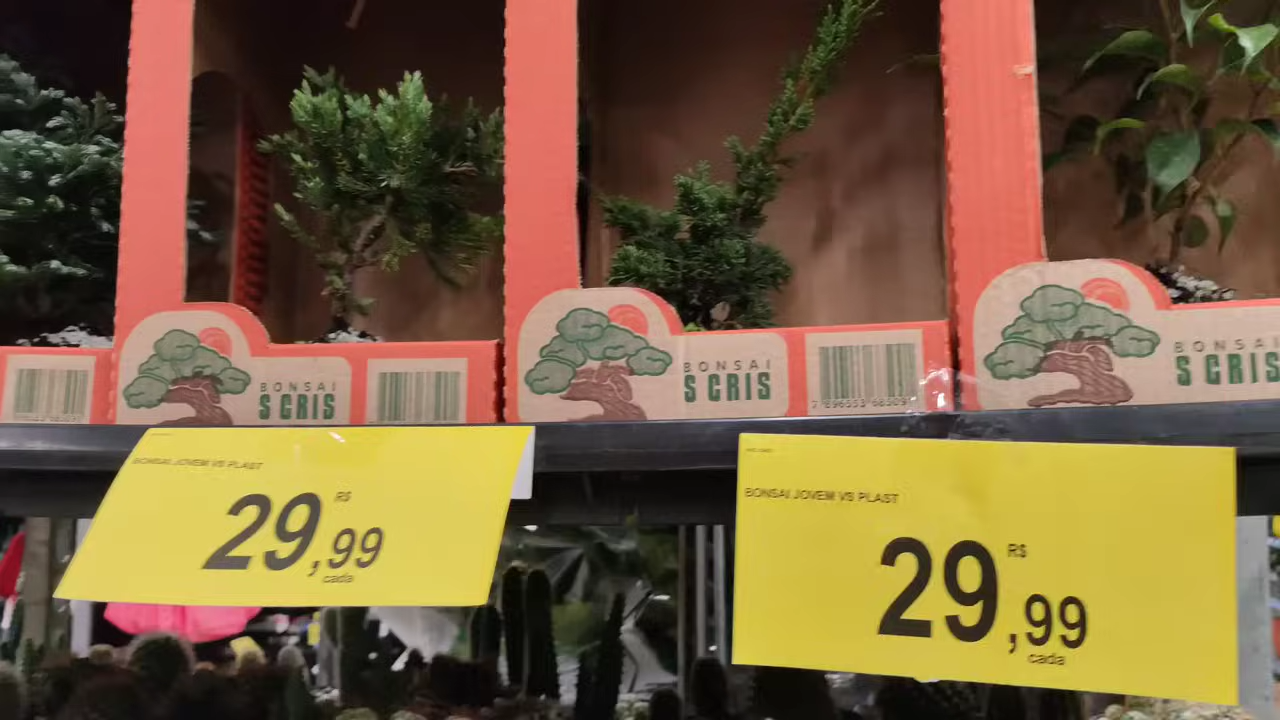 BONSAI
S CRIS
BONSAI
S CRIS
BONSAI
S CRIS
BONSAI JOVEM VS PLAST
R$
29,99
cada
BONSAI JOVEM VS PLAST
R$
29,99
cada